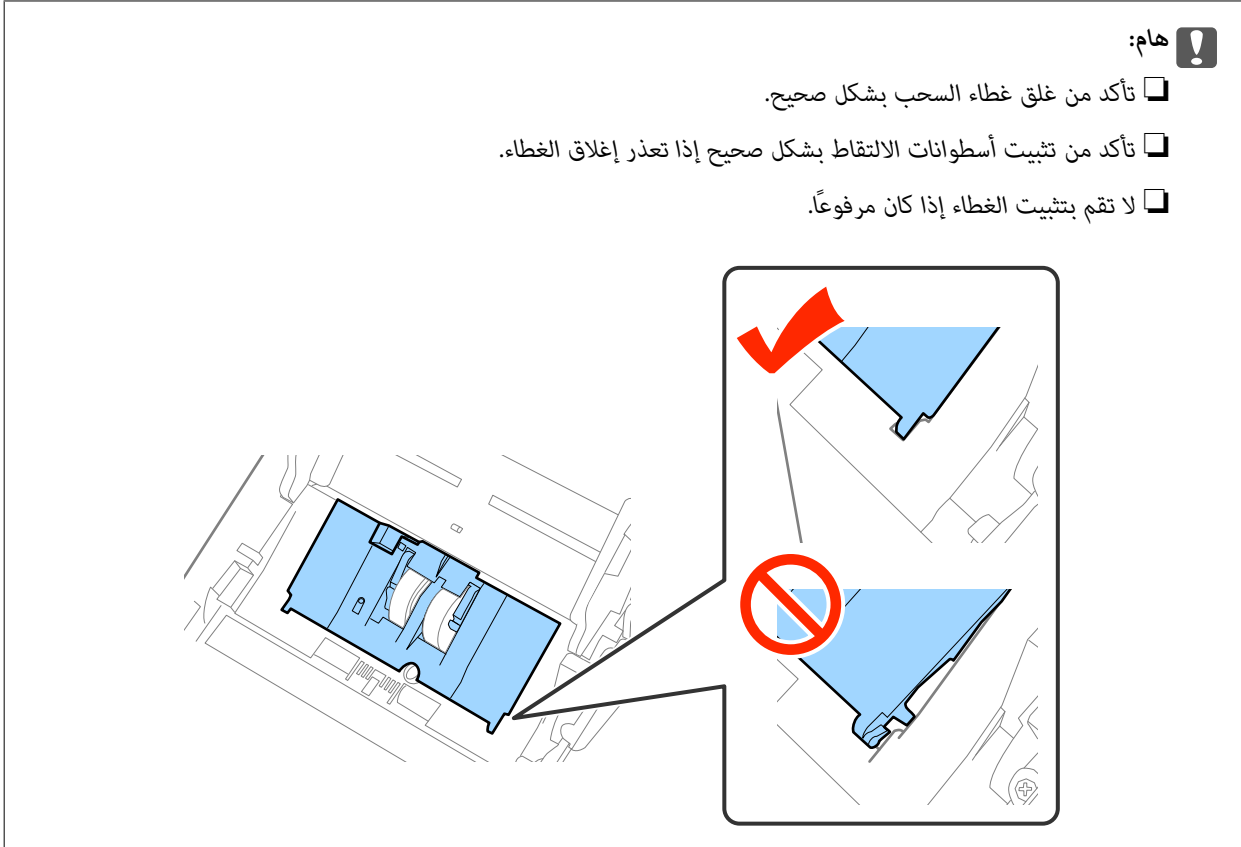 هام:
تأكد من غلق غطاء السحب بشكل صحيح.
تأكد من تثبيت أسطوانات الالتقاط بشكل صحيح إذا تعذر إغلاق الغطاء.
لا تقم بتثبيت الغطاء إذا كان مرفوعًا.